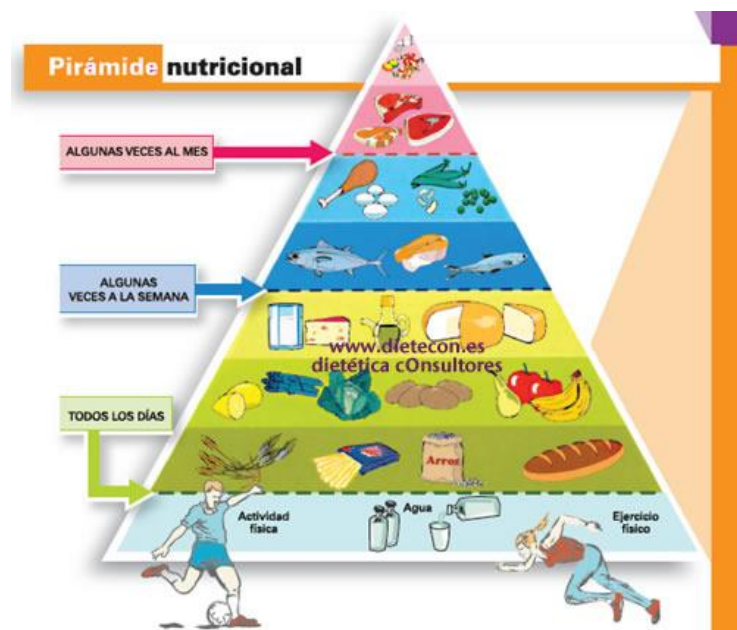 Pirámide nutricional
ALGUNAS VECES AL MES
ALGUNAS
VECES A LA SEMANA
www.dietecon.es
dietética cOnsultores
TODOS LOS DÍAS
Arros
Actividad
física
Agua
Ejercicio
físico